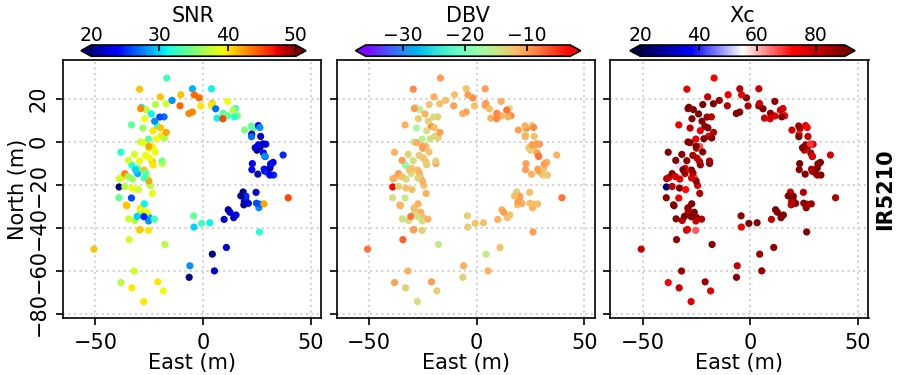 SNR DBV Xc
20 30 40 50 −30 −20 −10 20 40 60 80
20
0
−20
−40
−60
−80
North (m)
−50 0 50 −50 0 50 −50 0 50
East (m) East (m) East (m)
IR5210